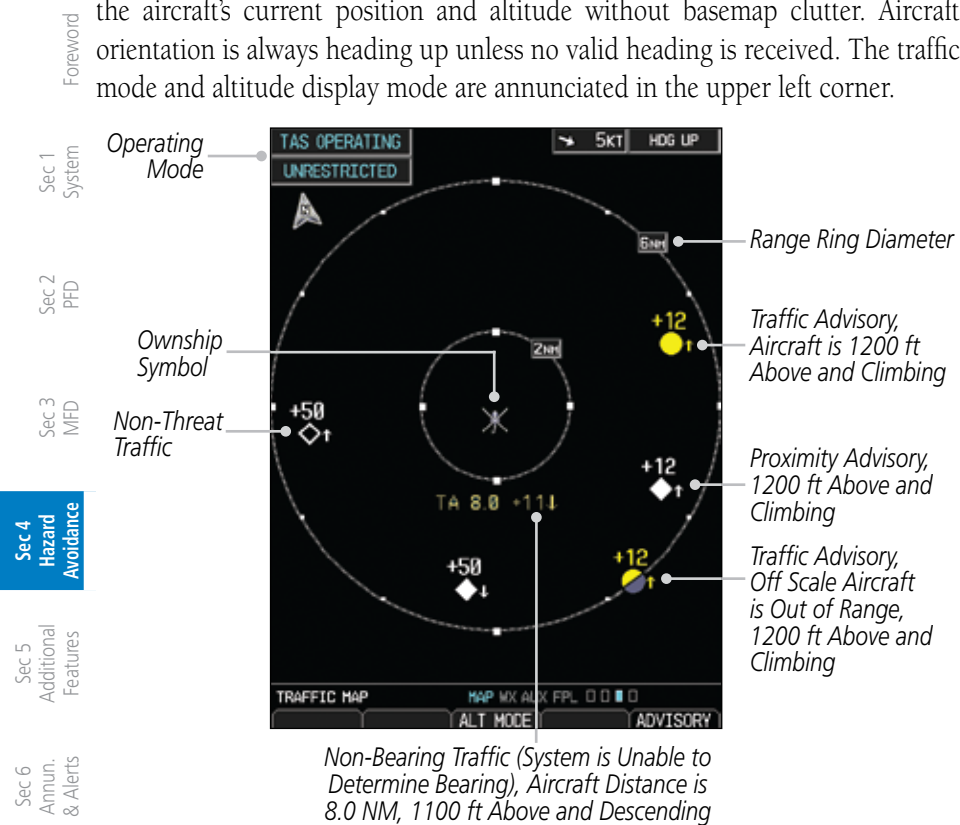 the aircraft's current position and altitude without basemap clutter. Aircraft
orientation is always heading up unless no valid heading is received. The traffic
mode and altitude display mode are annunciated in the upper left corner.
Foreword
Sec 1
System
Sec 2
PFD
Sec 3
MFD
Sec 4
Hazard
Avoidance
Sec 5
Additional
Features
Sec 6
Annun.
& Alerts
Operating
Mode
TAS OPERATING
UNRESTRICTED
5KT
HDG UP
N
6NM
Range Ring Diameter
+12
Traffic Advisory,
Aircraft is 1200 ft
Above and Climbing
Ownship
Symbol
2NM
Non-Threat
Traffic
+50
+12
Proximity Advisory,
1200 ft Above and
Climbing
TA 8.0 +11↓
+50
+12
Traffic Advisory,
Off Scale Aircraft
is Out of Range,
1200 ft Above and
Climbing
TRAFFIC MAP
MAP WX AUX FPL
ALT MODE
ADVISORY
Non-Bearing Traffic (System is Unable to
Determine Bearing), Aircraft Distance is
8.0 NM, 1100 ft Above and Descending